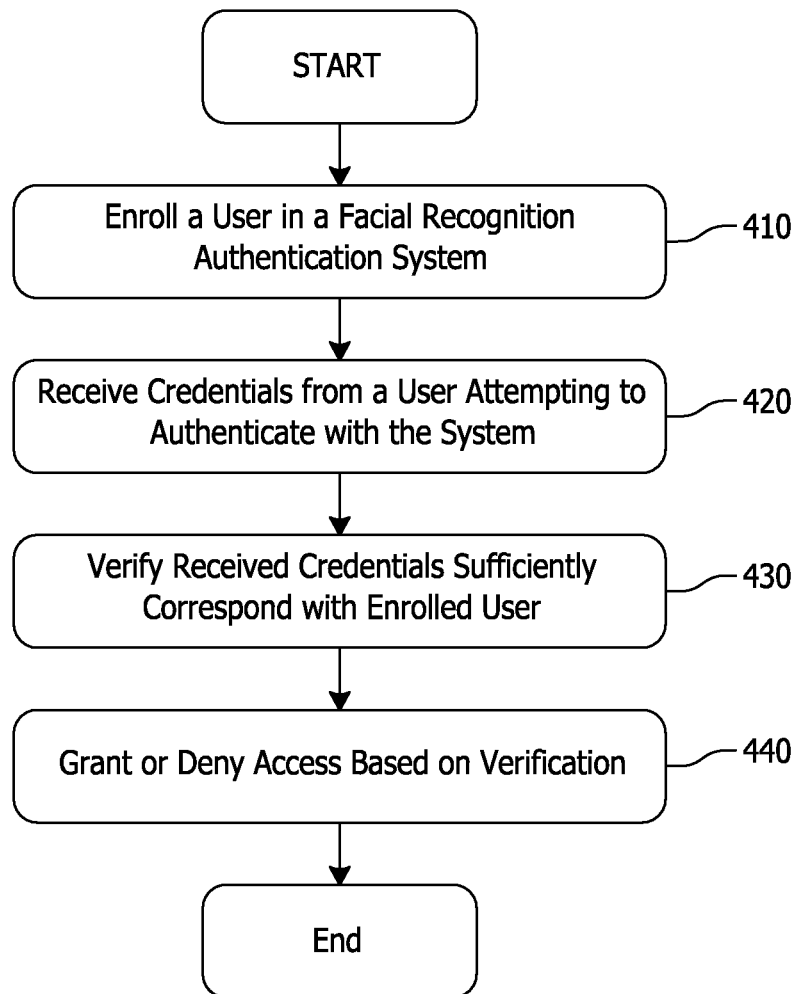 START
Enroll a User in a Facial Recognition
Authentication System
410
Receive Credentials from a User Attempting to
Authenticate with the System
420
Verify Received Credentials Sufficiently
Correspond with Enrolled User
430
Grant or Deny Access Based on Verification
440
End